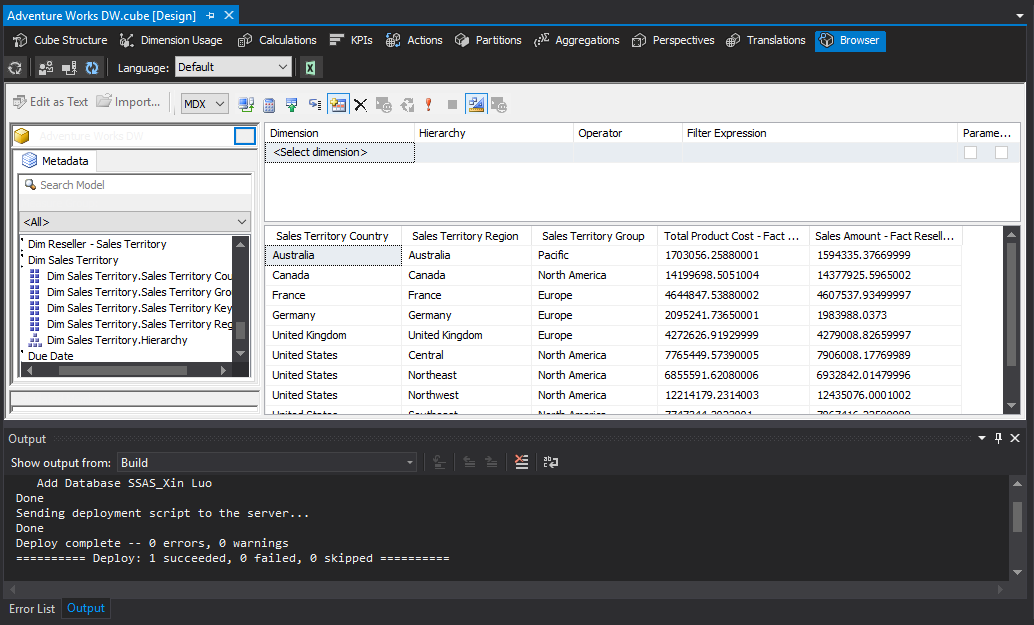 Adventure Works DW.cube [Design]
Cube Structure Dimension Usage Calculations KPIs Actions Partitions Aggregations Perspectives Translations Browser
Language: Default
Edit as Text Import... MDX
Adventure Works DW
Metadata
Search Model
<All>
Dim Reseller - Sales Territory
Dim Sales Territory
Dim Sales Territory.Sales Territory Cou
Dim Sales Territory.Sales Territory Gro
Dim Sales Territory.Sales Territory Key
Dim Sales Territory.Sales Territory Reg
Dim Sales Territory.Hierarchy
Due Date
Dimension Hierarchy Operator Filter Expression Parame...
<Select dimension>
Sales Territory Country Sales Territory Region Sales Territory Group Total Product Cost - Fact ... Sales Amount - Fact Resell...
Australia Australia Pacific 1703056.25880001 1594335.37669999
Canada Canada North America 14199698.5051004 14377925.5965002
France France Europe 4644847.53880002 4607537.93499997
Germany Germany Europe 2095241.73650001 1983988.0373
United Kingdom United Kingdom Europe 4272626.91929999 4279008.82659997
United States Central North America 7765449.57390005 7906008.17769989
United States Northeast North America 6855591.62080006 6932842.01479996
United States Northwest North America 12214179.2314003 12435076.0001002
United States Southeast North America
Output
Show output from: Build
Add Database SSAS_Xin Luo
Done
Sending deployment script to the server...
Done
Deploy complete -- 0 errors, 0 warnings
========== Deploy: 1 succeeded, 0 failed, 0 skipped ==========
Error List Output